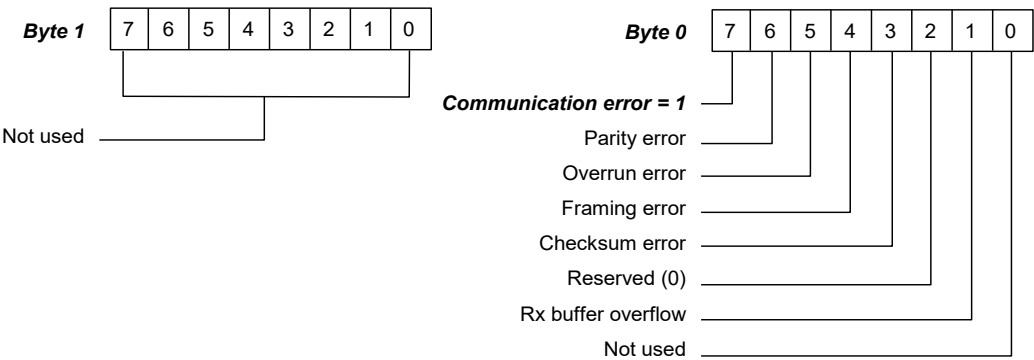 Byte 1 7 6 5 4 3 2 1 0
Not used
Byte 0 7 6 5 4 3 2 1 0
Communication error = 1
Parity error
Overrun error
Framing error
Checksum error
Reserved (0)
Rx buffer overflow
Not used